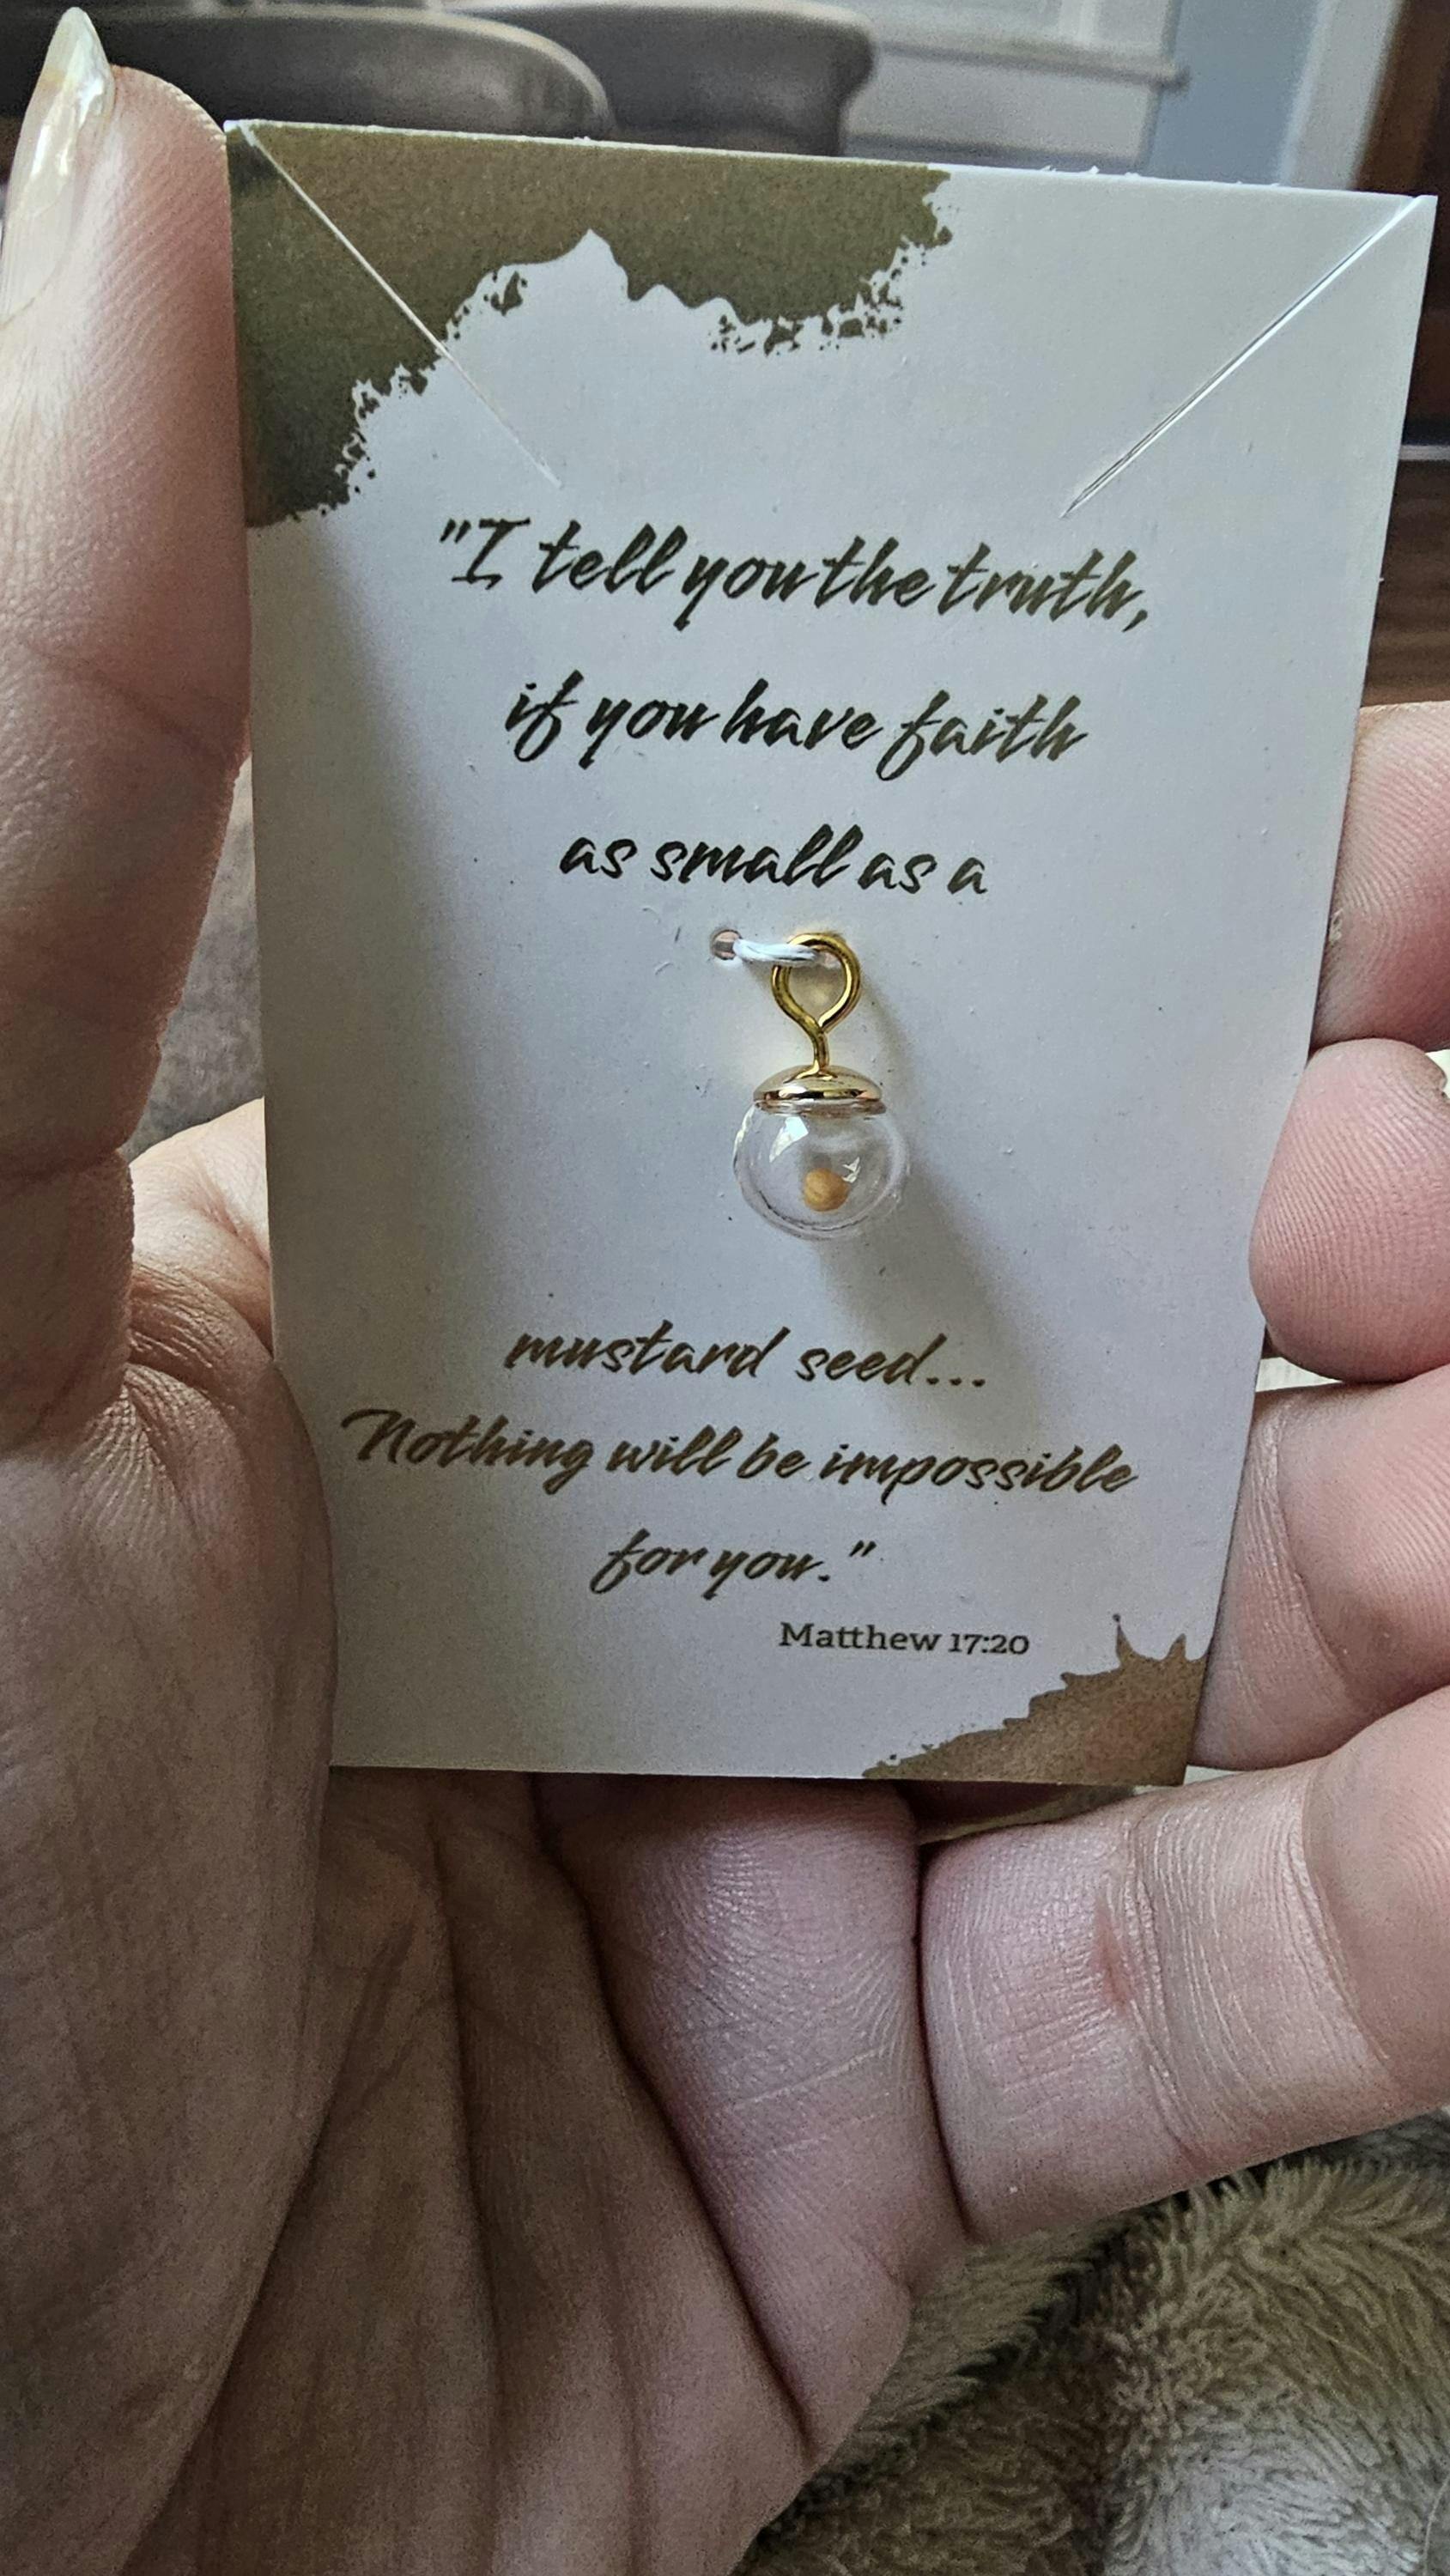 "I tell you the truth,
if you have faith
as small as a
mustard seed...
Nothing will be impossible
for you."
Matthew 17:20